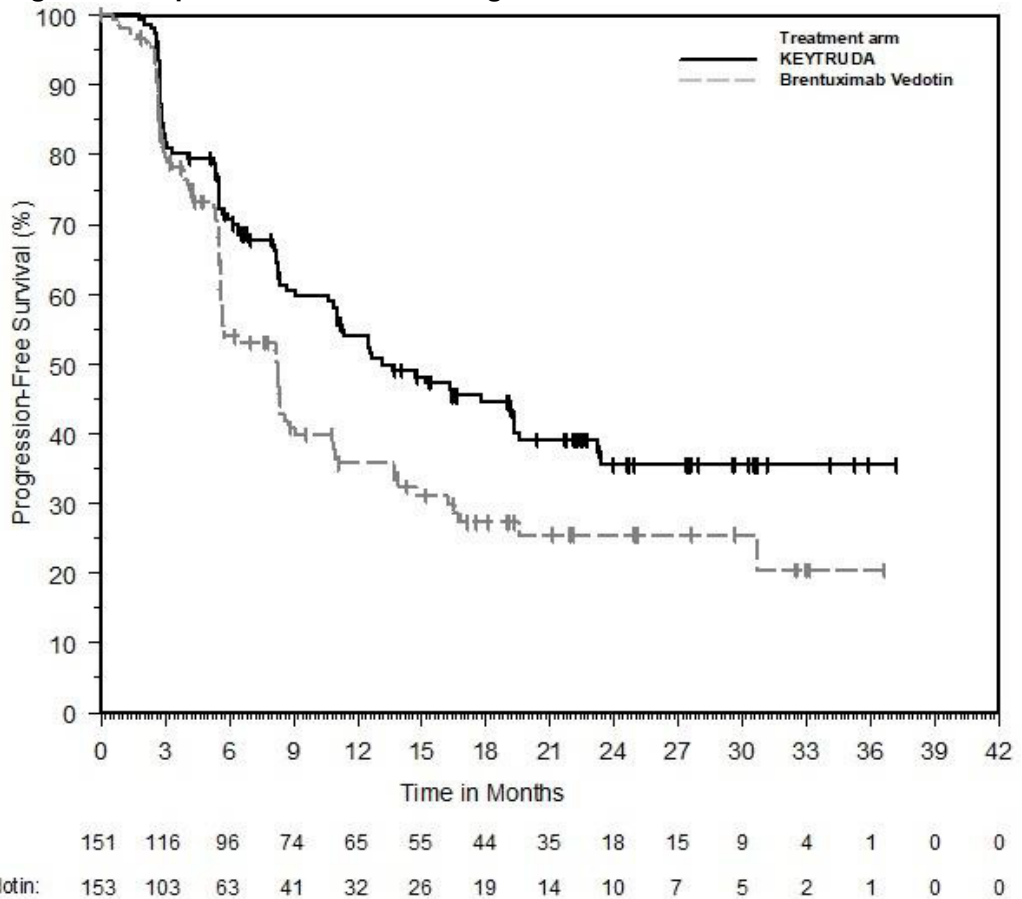 100
90
80
70
60
50
40
30
20
10
0
Progression-Free Survival (%)
Treatment arm
KEYTRUDA
Brentuximab Vedotin
0 3 6 9 12 15 18 21 24 27 30 33 36 39 42
Time in Months
151 116 96 74 65 55 44 35 18 15 9 4 1 0 0
dotin: 153 103 63 41 32 26 19 14 10 7 5 2 1 0 0